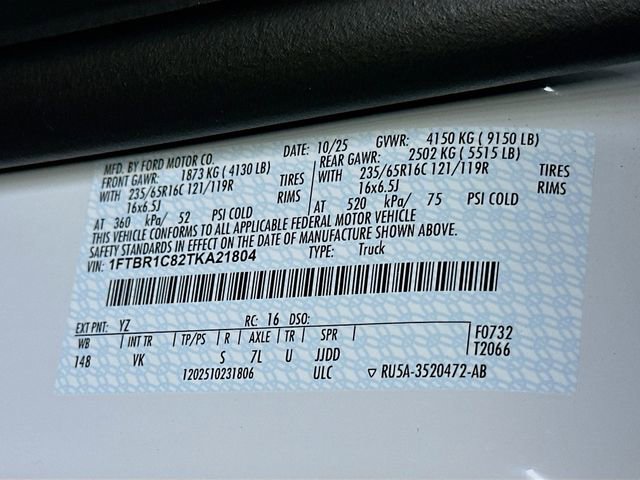 MFD. BY FORD MOTOR CO. DATE: 10/25 GVWR: 4150 KG (9150 LB)
FRONT GAWR: 1873 KG (4130 LB) REAR GAWR: 2502 KG (5515 LB)
WITH 235/65R16C 121/119R TIRES WITH 235/65R16C 121/119R TIRES
16x6.5J RIMS 16x6.5J RIMS
AT 360 kPa/ 52 PSI COLD AT 520 kPa/ 75 PSI COLD
THIS VEHICLE CONFORMS TO ALL APPLICABLE FEDERAL MOTOR VEHICLE
SAFETY STANDARDS IN EFFECT ON THE DATE OF MANUFACTURE SHOWN ABOVE.
VIN: 1FTBR1C82TKA21804 TYPE: Truck
EXT PNT: YZ RC: 16 DSO:
WB INT TR TP/PS R AXLE TR SPR F0732
148 VK S 7L U JJDD T2066
1202510231806 ULC ▽ RU5A-3520472-AB